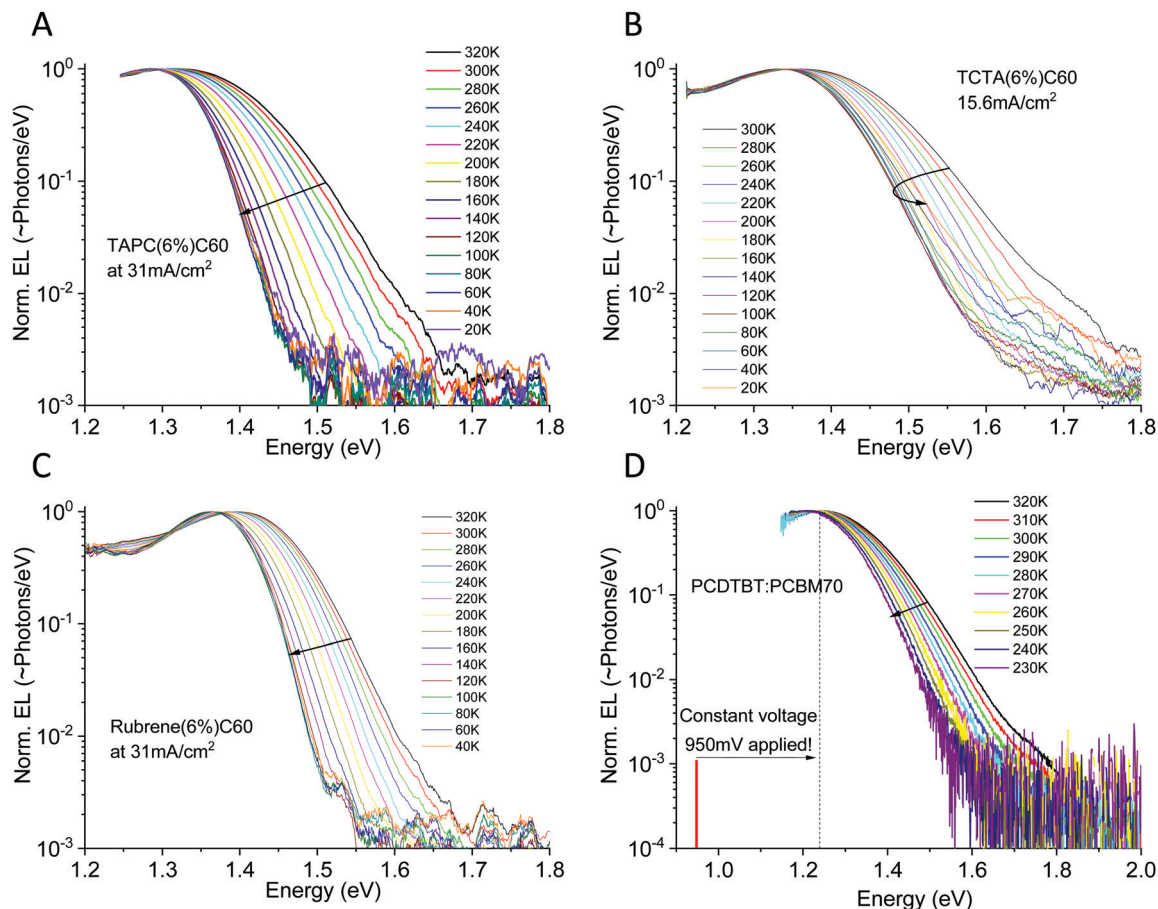 A
Norm. EL (~Photons/eV)
10⁰
10⁻¹
10⁻²
10⁻³
TAPC(6%)C60
at 31mA/cm²
320K
300K
280K
260K
240K
220K
200K
180K
160K
140K
120K
100K
80K
60K
40K
20K
1.2 1.3 1.4 1.5 1.6 1.7 1.8
Energy (eV)
B
Norm. EL (~Photons/eV)
10⁰
10⁻¹
10⁻²
10⁻³
TCTA(6%)C60
15.6mA/cm²
300K
280K
260K
240K
220K
200K
180K
160K
140K
120K
100K
80K
60K
40K
20K
1.2 1.3 1.4 1.5 1.6 1.7 1.8
Energy (eV)
C
Norm. EL (~Photons/eV)
10⁰
10⁻¹
10⁻²
10⁻³
Rubrene(6%)C60
at 31mA/cm²
320K
300K
280K
260K
240K
220K
200K
180K
160K
140K
120K
100K
80K
60K
40K
1.2 1.3 1.4 1.5 1.6 1.7 1.8
Energy (eV)
D
Norm. EL (~Photons/eV)
10⁰
10⁻¹
10⁻²
10⁻³
10⁻⁴
PCDTBT:PCBM70
Constant voltage
950mV applied!
320K
310K
300K
290K
280K
270K
260K
250K
240K
230K
1.0 1.2 1.4 1.6 1.8 2.0
Energy (eV)